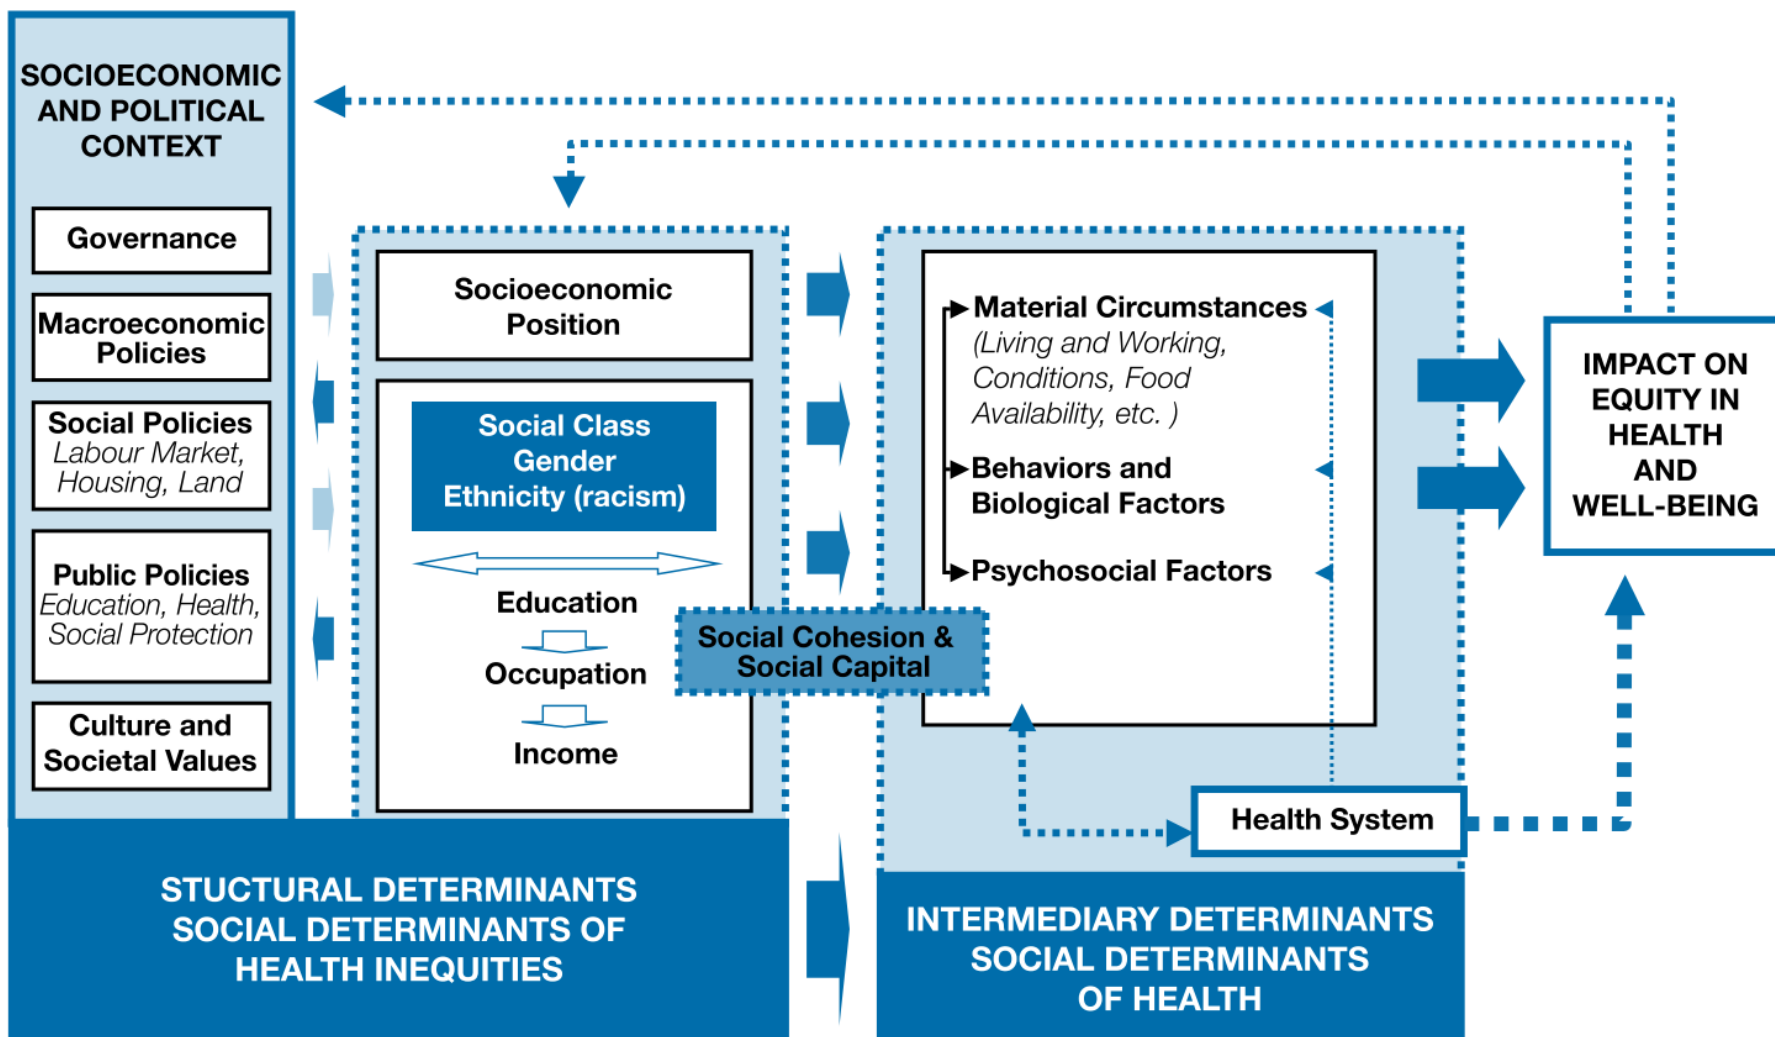 SOCIOECONOMIC
AND POLITICAL
CONTEXT
Governance
Macroeconomic
Policies
Social Policies
Labour Market,
Housing, Land
Public Policies
Education, Health,
Social Protection
Culture and
Societal Values
Socioeconomic
Position
Social Class
Gender
Ethnicity (racism)
Education
Occupation
Income
Social Cohesion &
Social Capital
Material Circumstances
(Living and Working,
Conditions, Food
Availability, etc. )
Behaviors and
Biological Factors
Psychosocial Factors
Health System
IMPACT ON
EQUITY IN
HEALTH
AND
WELL-BEING
STUCTURAL DETERMINANTS
SOCIAL DETERMINANTS OF
HEALTH INEQUITIES
INTERMEDIARY DETERMINANTS
SOCIAL DETERMINANTS
OF HEALTH